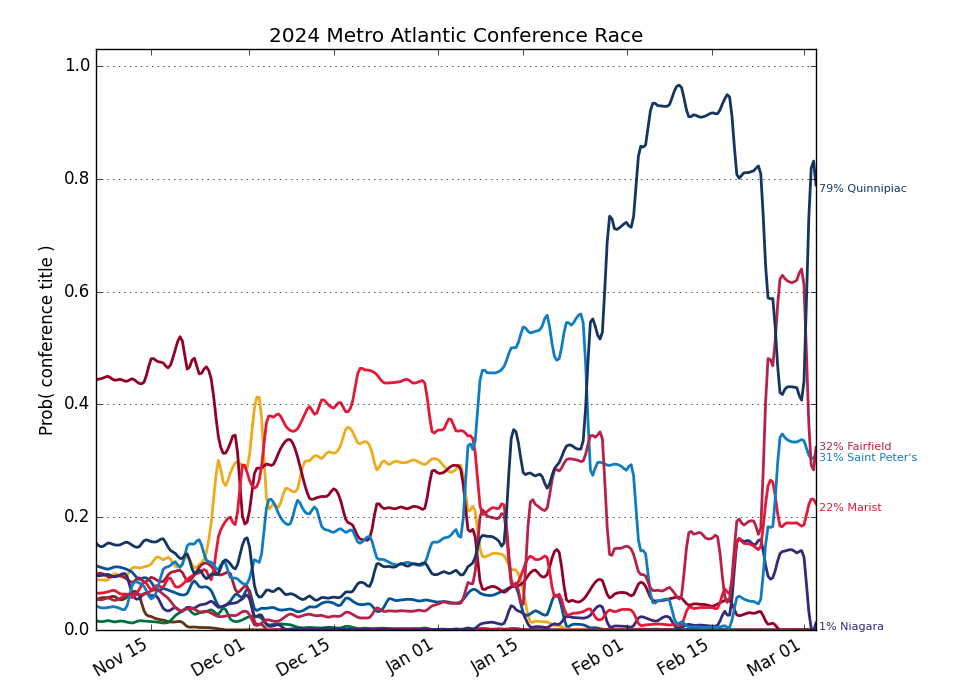 2024 Metro Atlantic Conference Race
Prob( conference title )
1.0
0.8
0.6
0.4
0.2
0.0
79% Quinnipiac
32% Fairfield
31% Saint Peter's
22% Marist
1% Niagara
Nov 15
Dec 01
Dec 15
Jan 01
Jan 15
Feb 01
Feb 15
Mar 01